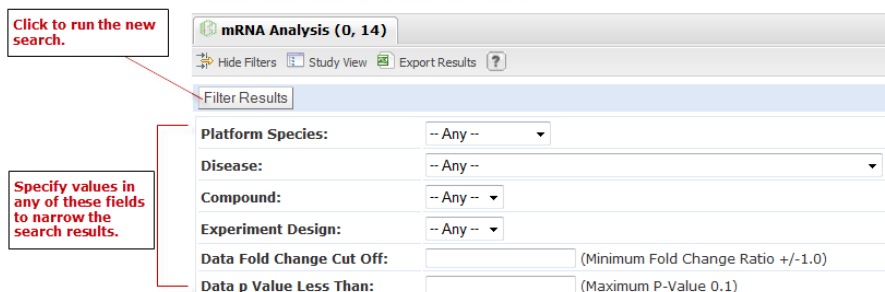 Click to run the new
search.
mRNA Analysis (0, 14)
Hide Filters Study View Export Results ?
Filter Results
Platform Species: -- Any --
Disease: -- Any --
Specify values in
any of these fields
to narrow the
search results.
Compound: -- Any --
Experiment Design: -- Any --
Data Fold Change Cut Off: (Minimum Fold Change Ratio +/-1.0)
Data p Value Less Than: (Maximum P-Value 0.1)